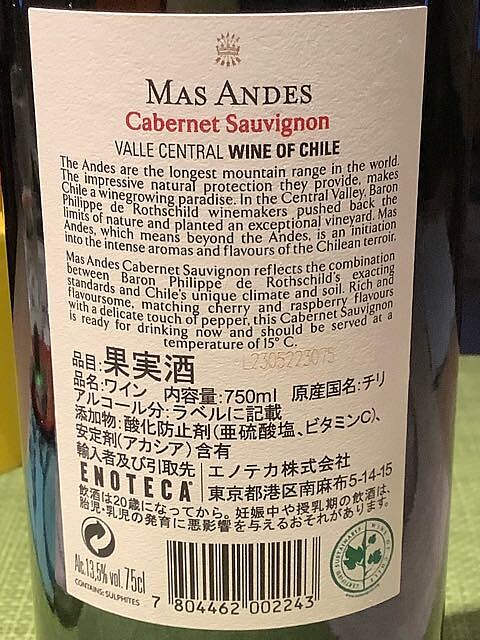 MAS ANDES
Cabernet Sauvignon
VALLE CENTRAL WINE OF CHILE
The Andes are the longest mountain range in the world.
The impressive natural protection they provide, makes
Chile a winegrowing paradise. In the Central Valley, Baron
Philippe de Rothschild winemakers pushed back the
limits of nature and planted an exceptional vineyard. Mas
Andes, which means beyond the Andes, is an initiation
into the intense aromas and flavours of the Chilean terroir.
Mas Andes Cabernet Sauvignon reflects the combination
between Baron Philippe de Rothschild's exacting
standards and Chile's unique climate and soil. Rich and
flavoursome, matching cherry and raspberry flavours
with a delicate touch of pepper, this Cabernet Sauvignon
is ready for drinking now and should be served at a
temperature of 15° C.
L2305223075
品目:果実酒
品名:ワイン 内容量:750ml 原産国名:チリ
アルコール分:ラベルに記載
添加物:酸化防止剤(亜硫酸塩、ビタミンC)、
安定剤(アカシア)含有
輸入者及び引取先
ENOTECA
エノテカ株式会社
東京都港区南麻布5-14-15
飲酒は20歳になってから。妊娠中や授乳期の飲酒は、
胎児・乳児の発育に悪影響を与えるおそれがあります。
Alc.13,5% vol. 75cl
CONTAINS: SULPHITES
7 804462 002243
CERTIFIED SUSTAINABLE WINE OF CHILE